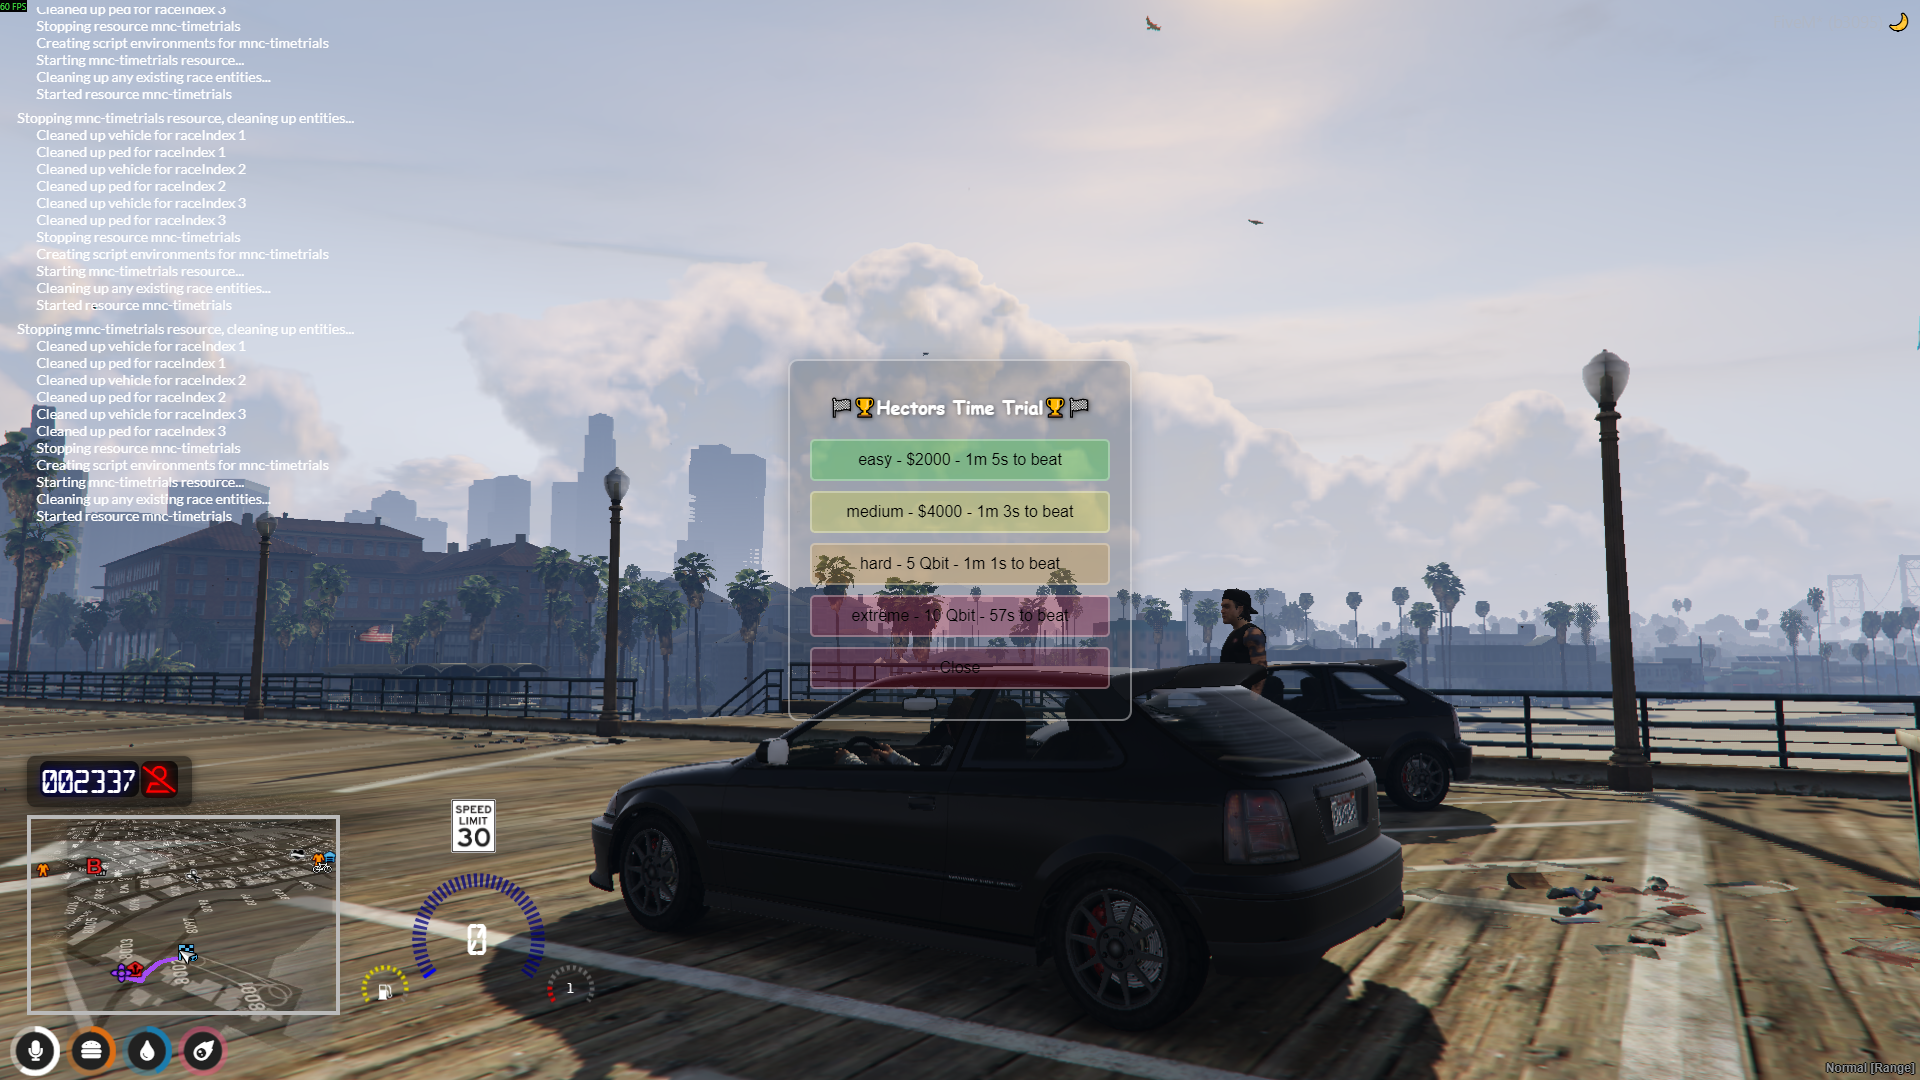 60 FPS
Cleaned up ped for raceIndex 3
Stopping resource mnc-timetrials
Creating script environments for mnc-timetrials
Starting mnc-timetrials resource...
Cleaning up any existing race entities...
Started resource mnc-timetrials
Stopping mnc-timetrials resource, cleaning up entities...
Cleaned up vehicle for raceIndex 1
Cleaned up ped for raceIndex 1
Cleaned up vehicle for raceIndex 2
Cleaned up ped for raceIndex 2
Cleaned up vehicle for raceIndex 3
Cleaned up ped for raceIndex 3
Stopping resource mnc-timetrials
Creating script environments for mnc-timetrials
Starting mnc-timetrials resource...
Cleaning up any existing race entities...
Started resource mnc-timetrials
Stopping mnc-timetrials resource, cleaning up entities...
Cleaned up vehicle for raceIndex 1
Cleaned up ped for raceIndex 1
Cleaned up vehicle for raceIndex 2
Cleaned up ped for raceIndex 2
Cleaned up vehicle for raceIndex 3
Cleaned up ped for raceIndex 3
Stopping resource mnc-timetrials
Creating script environments for mnc-timetrials
Starting mnc-timetrials resource...
Cleaning up any existing race entities...
Started resource mnc-timetrials
🏁🏆Hectors Time Trial🏆🏁
easy - $2000 - 1m 5s to beat
medium - $4000 - 1m 3s to beat
hard - 5 Qbit - 1m 1s to beat
extreme - 10 Qbit - 57s to beat
Close
002337
SPEED
LIMIT
30
B
8003
0
1
Normal [Range]